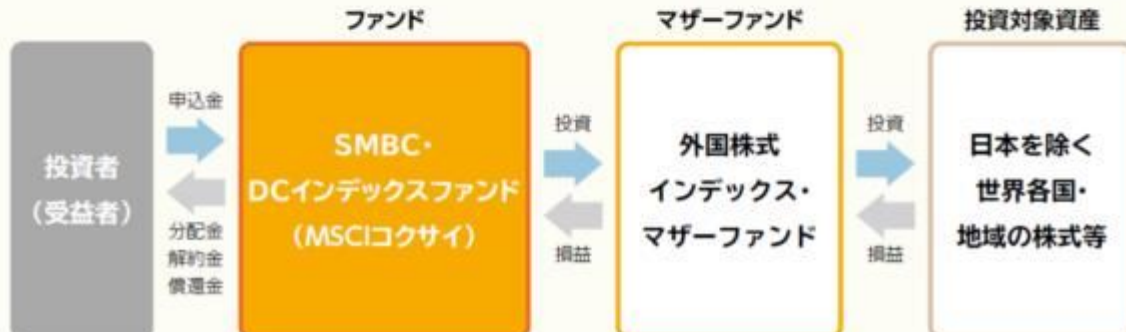 ファンド
マザーファンド
投資対象資産
投資者
（受益者）
申込金
分配金
解約金
償還金
SMBC・
DCインデックスファンド
（MSCIコクサイ）
投資
損益
外国株式
インデックス・
マザーファンド
投資
損益
日本を除く
世界各国・
地域の株式等